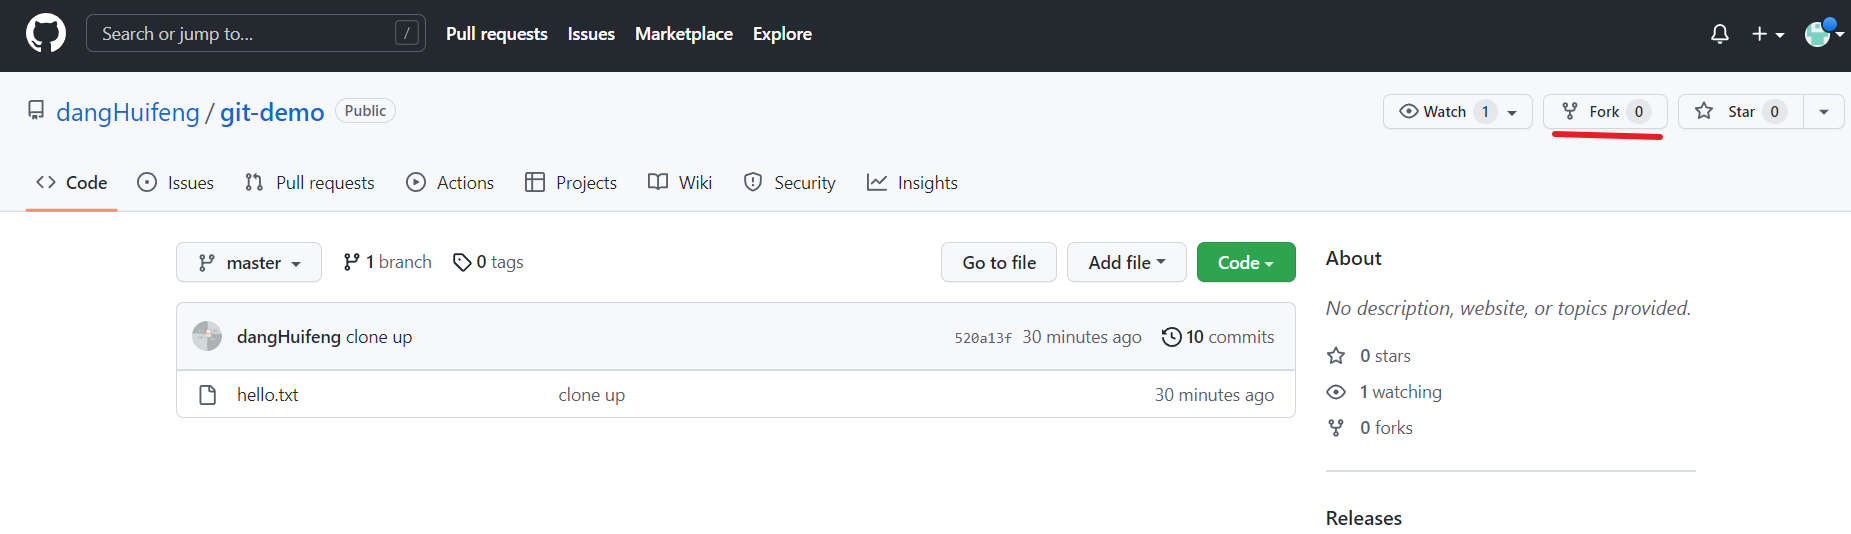 Search or jump to... / Pull requests Issues Marketplace Explore
dangHuifeng / git-demo Public Watch 1 Fork 0 Star 0
Code Issues Pull requests Actions Projects Wiki Security Insights
master 1 branch 0 tags Go to file Add file Code
dangHuifeng clone up 520a13f 30 minutes ago 10 commits
hello.txt clone up 30 minutes ago
About
No description, website, or topics provided.
0 stars
1 watching
0 forks
Releases